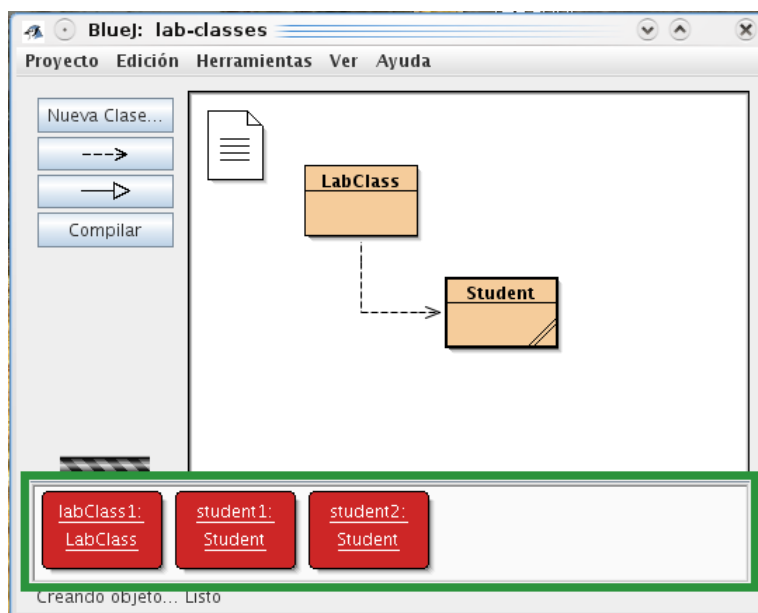 BlueJ: lab-classes
Proyecto Edición Herramientas Ver Ayuda
Nueva Clase...
Compilar
LabClass
Student
labClass1:
LabClass
student1:
Student
student2:
Student
Creando objeto... Listo